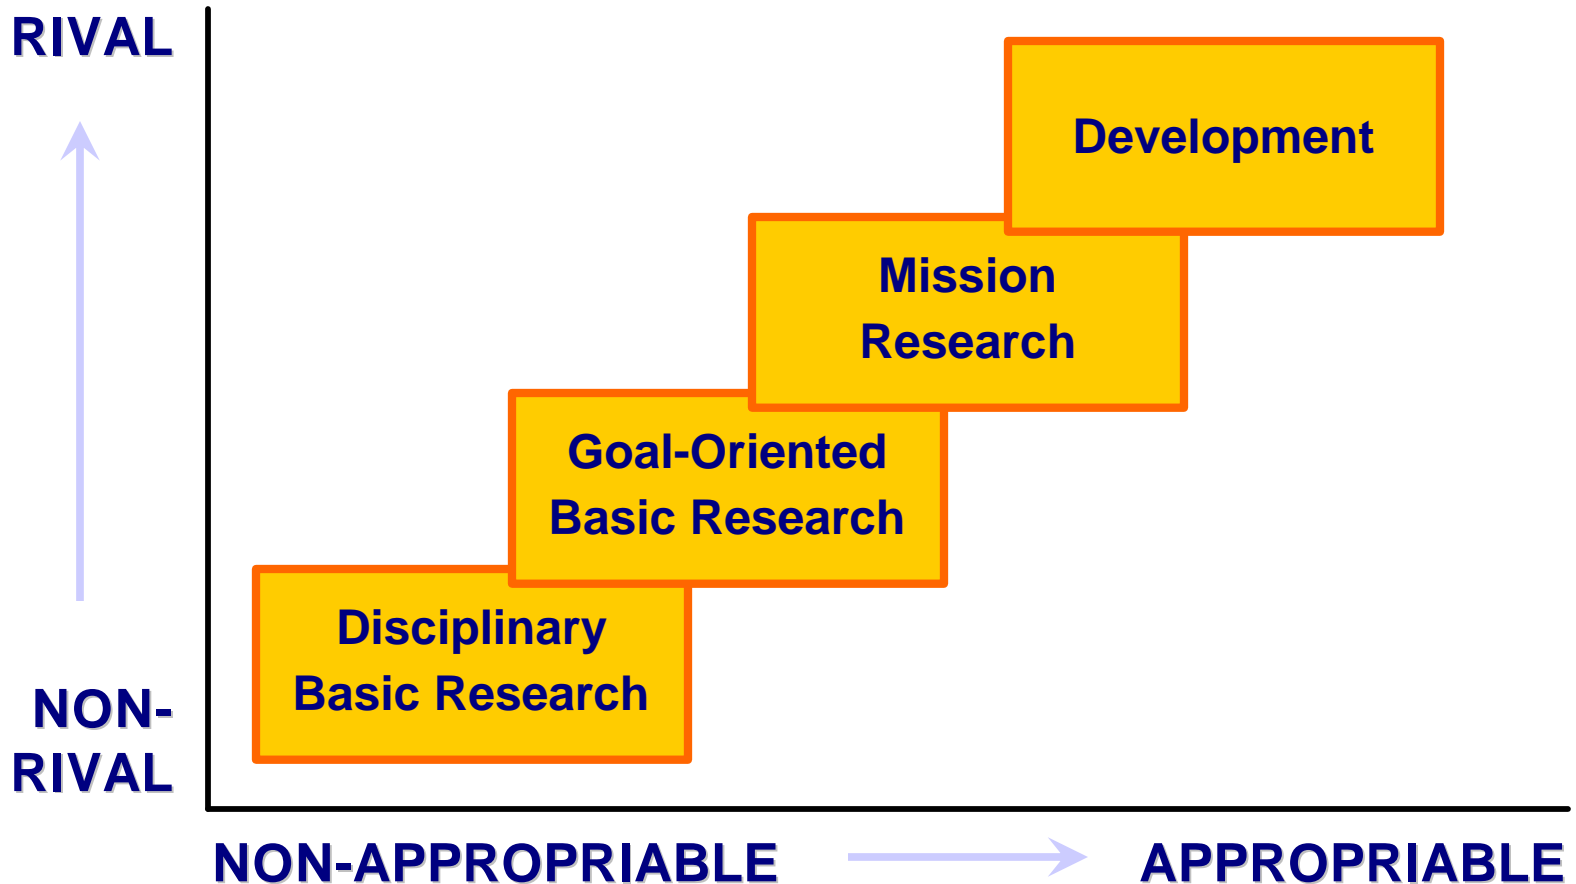 RIVAL
Development
Mission
Research
Goal-Oriented
Basic Research
Disciplinary
Basic Research
NON-
RIVAL
NON-APPROPRIABLE
APPROPRIABLE